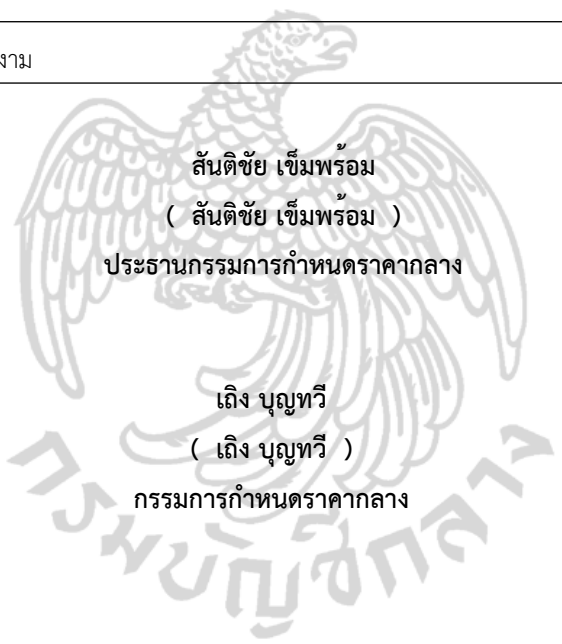 งาม
สันติชัย เข็มพร้อม
( สันติชัย เข็มพร้อม )
ประธานกรรมการกำหนดราคากลาง
เถิง บุญทวี
( เถิง บุญทวี )
กรรมการกำหนดราคากลาง
กรมบัญชีกลาง